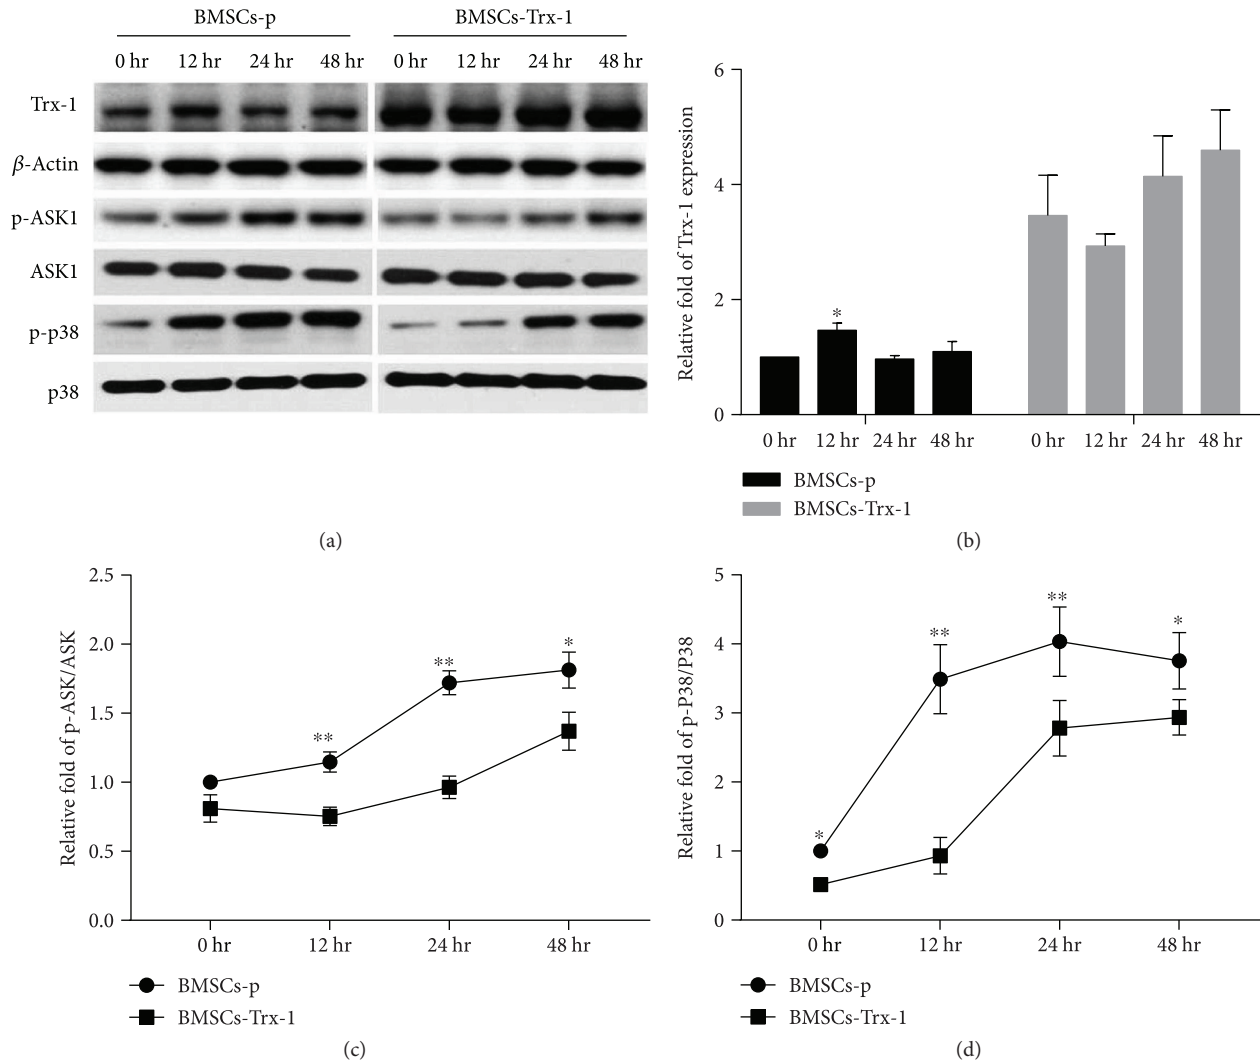 BMSCs-p BMSCs-Trx-1
0 hr 12 hr 24 hr 48 hr 0 hr 12 hr 24 hr 48 hr
Trx-1
β-Actin
p-ASK1
ASK1
p-p38
p38
(a)
Relative fold of Trx-1 expression
6
4
2
0
*
0 hr 12 hr 24 hr 48 hr 0 hr 12 hr 24 hr 48 hr
BMSCs-p
BMSCs-Trx-1
(b)
Relative fold of p-ASK/ASK
2.5
2.0
1.5
1.0
0.5
0.0
** ** *
0 hr 12 hr 24 hr 48 hr
BMSCs-p
BMSCs-Trx-1
(c)
Relative fold of p-P38/P38
5
4
3
2
1
0
* ** ** *
0 hr 12 hr 24 hr 48 hr
BMSCs-p
BMSCs-Trx-1
(d)